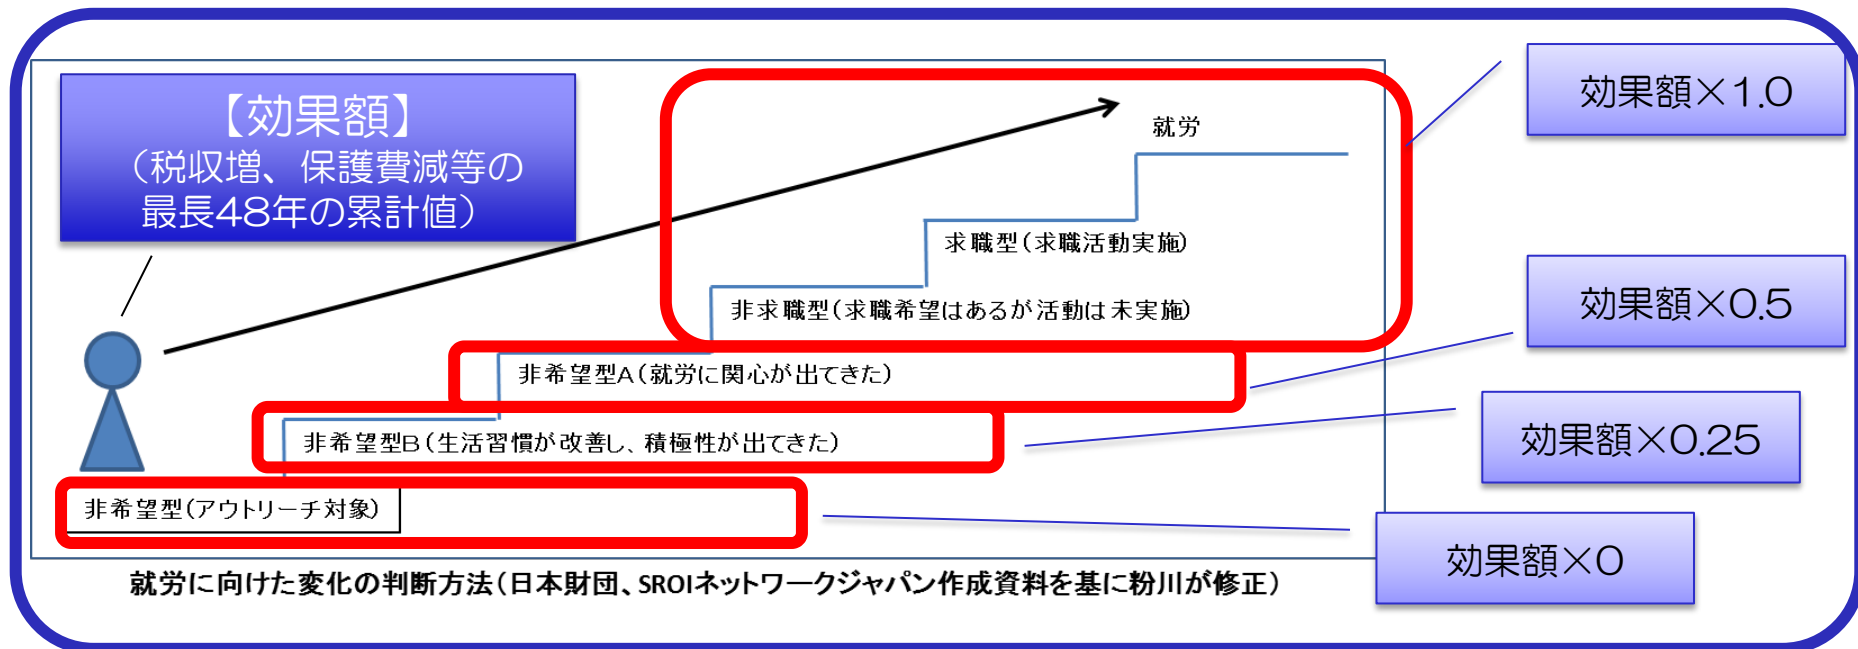 【効果額】
（税収増、保護費減等の
最長48年の累計値）
就労
求職型（求職活動実施）
非求職型（求職希望はあるが活動は未実施）
非希望型A（就労に関心が出てきた）
非希望型B（生活習慣が改善し、積極性が出てきた）
非希望型（アウトリーチ対象）
効果額×1.0
効果額×0.5
効果額×0.25
効果額×0
就労に向けた変化の判断方法（日本財団、SROIネットワークジャパン作成資料を基に粉川が修正）